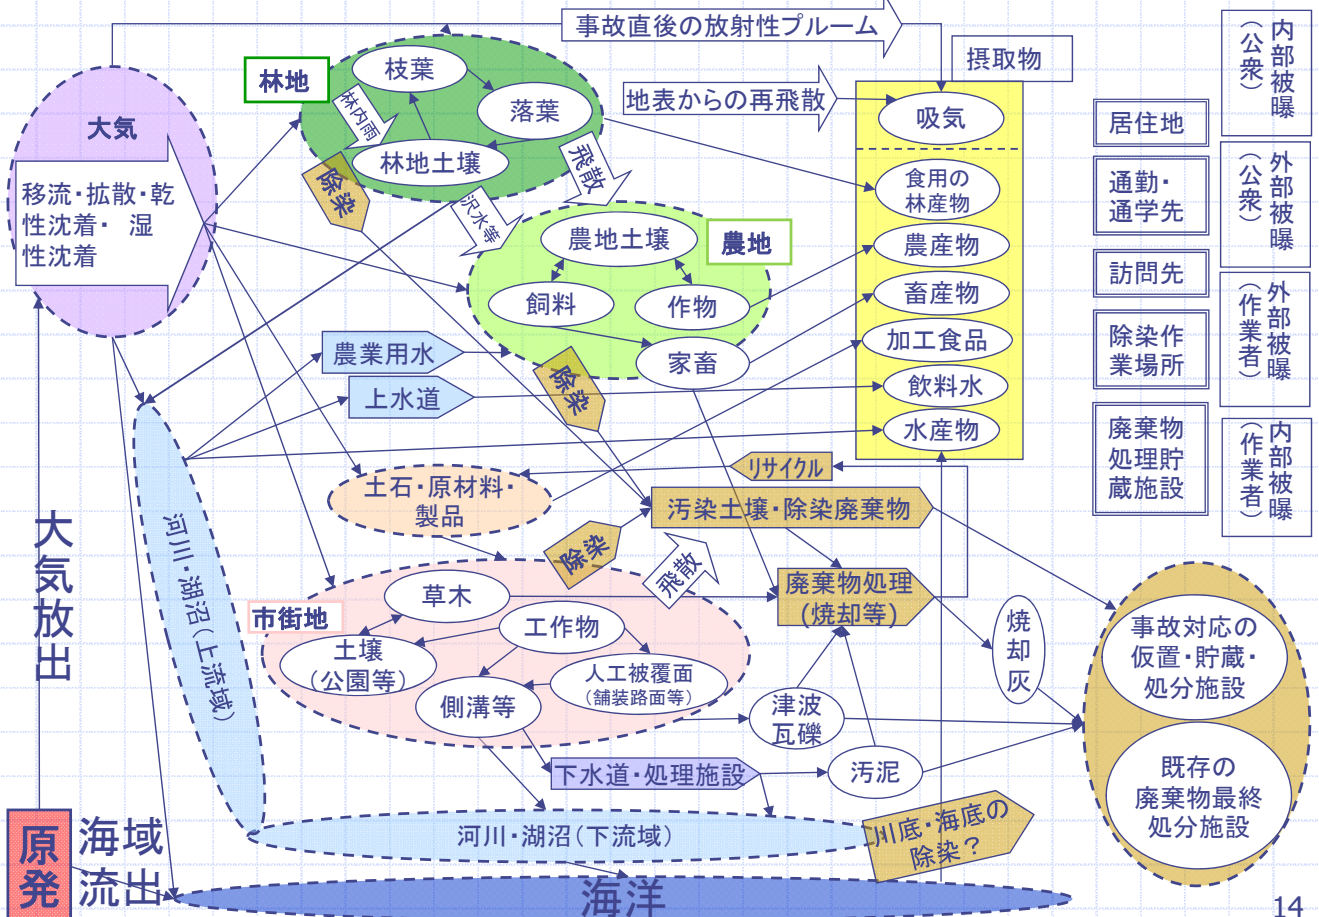 事故直後の放射性プルーム
摂取物
内部被曝
（公衆）
林地
枝葉
落葉
林内雨
林地土壌
地表からの再飛散
吸気
居住地
大気
移流・拡散・乾
性沈着・ 湿
性沈着
除染
飛散
沢水等
食用の
林産物
通勤・
通学先
外部被曝
（公衆）
農地土壌
農地
農産物
飼料
作物
畜産物
訪問先
外部被曝
（作業者）
農業用水
家畜
加工食品
除染作
業場所
上水道
除染
飲料水
水産物
廃棄物
処理貯
蔵施設
内部被曝
（作業者）
リサイクル
土石・原材料・
製品
汚染土壌・除染廃棄物
大気放出
河川・湖沼（上流域）
除染
飛散
廃棄物処理
(焼却等)
市街地
草木
工作物
土壌
（公園等）
人工被覆面
（舗装路面等）
側溝等
焼却灰
事故対応の
仮置・貯蔵・
処分施設
津波
瓦礫
下水道・処理施設
汚泥
既存の
廃棄物最終
処分施設
原発
海域
流出
河川・湖沼（下流域）
川底・海底の
除染？
海洋
14